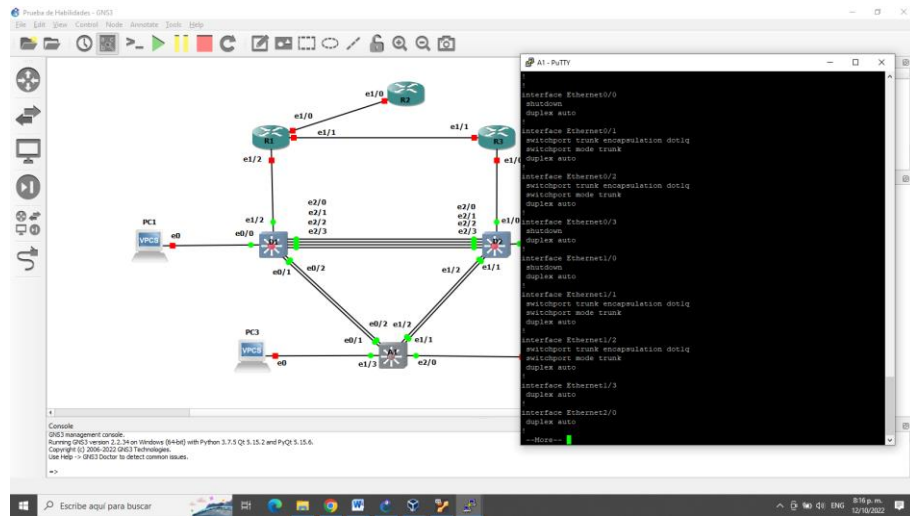 Prueba de Habilidades - GNS3
File Edit View Control Node Annotate Tools Help
R2
e1/0
e1/0
R1
e1/1
e1/1
R3
e1/2
e1/0
e2/0
e2/1
e2/2
e2/3
e2/0
e2/1
e2/2
e2/3
e1/2
e1/0
PC1
VPCS
e0
e0/0
D1
D2
e0/1
e0/2
e1/2
e1/1
e0/2
e1/2
e0/1
e1/1
PC3
VPCS
e0
e1/3
A1
e2/0
A1 - PuTTY
!
!
interface Ethernet0/0
shutdown
duplex auto
!
interface Ethernet0/1
switchport trunk encapsulation dot1q
switchport mode trunk
duplex auto
!
interface Ethernet0/2
switchport trunk encapsulation dot1q
switchport mode trunk
duplex auto
!
interface Ethernet0/3
shutdown
duplex auto
!
interface Ethernet1/0
shutdown
duplex auto
!
interface Ethernet1/1
switchport trunk encapsulation dot1q
switchport mode trunk
duplex auto
!
interface Ethernet1/2
switchport trunk encapsulation dot1q
switchport mode trunk
duplex auto
!
interface Ethernet1/3
duplex auto
!
interface Ethernet2/0
duplex auto
!
--More--
Console
GNS3 management console.
Running GNS3 version 2.2.34 on Windows (64-bit) with Python 3.7.5 Qt 5.15.2 and PyQt 5.15.6.
Copyright (c) 2006-2022 GNS3 Technologies.
Use Help -> GNS3 Doctor to detect common issues.
=>
Escribe aquí para buscar
ENG
8:16 p. m.
12/10/2022